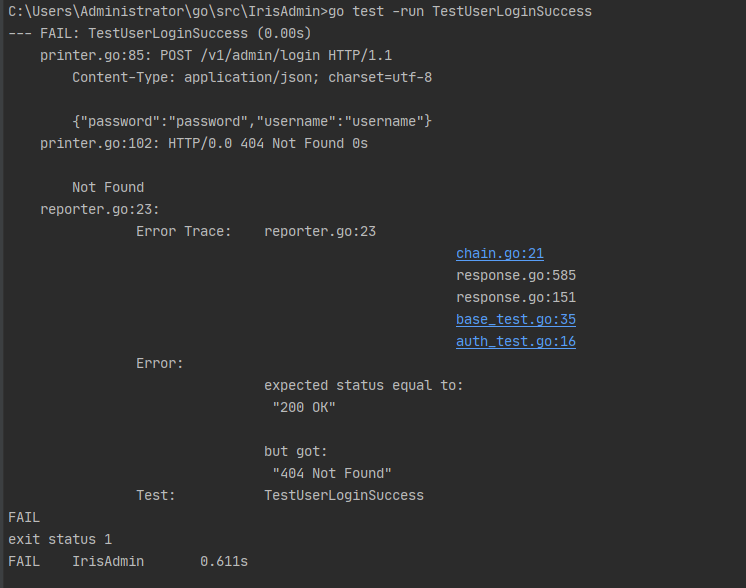 C:\Users\Administrator\go\src\IrisAdmin>go test -run TestUserLoginSuccess
--- FAIL: TestUserLoginSuccess (0.00s)
    printer.go:85: POST /v1/admin/login HTTP/1.1
        Content-Type: application/json; charset=utf-8

        {"password":"password","username":"username"}
    printer.go:102: HTTP/0.0 404 Not Found 0s

        Not Found
    reporter.go:23:
                Error Trace:    reporter.go:23
                                                        chain.go:21
                                                        response.go:585
                                                        response.go:151
                                                        base_test.go:35
                                                        auth_test.go:16
                Error:
                                expected status equal to:
                                 "200 OK"

                                but got:
                                 "404 Not Found"
                Test:           TestUserLoginSuccess
FAIL
exit status 1
FAIL    IrisAdmin       0.611s